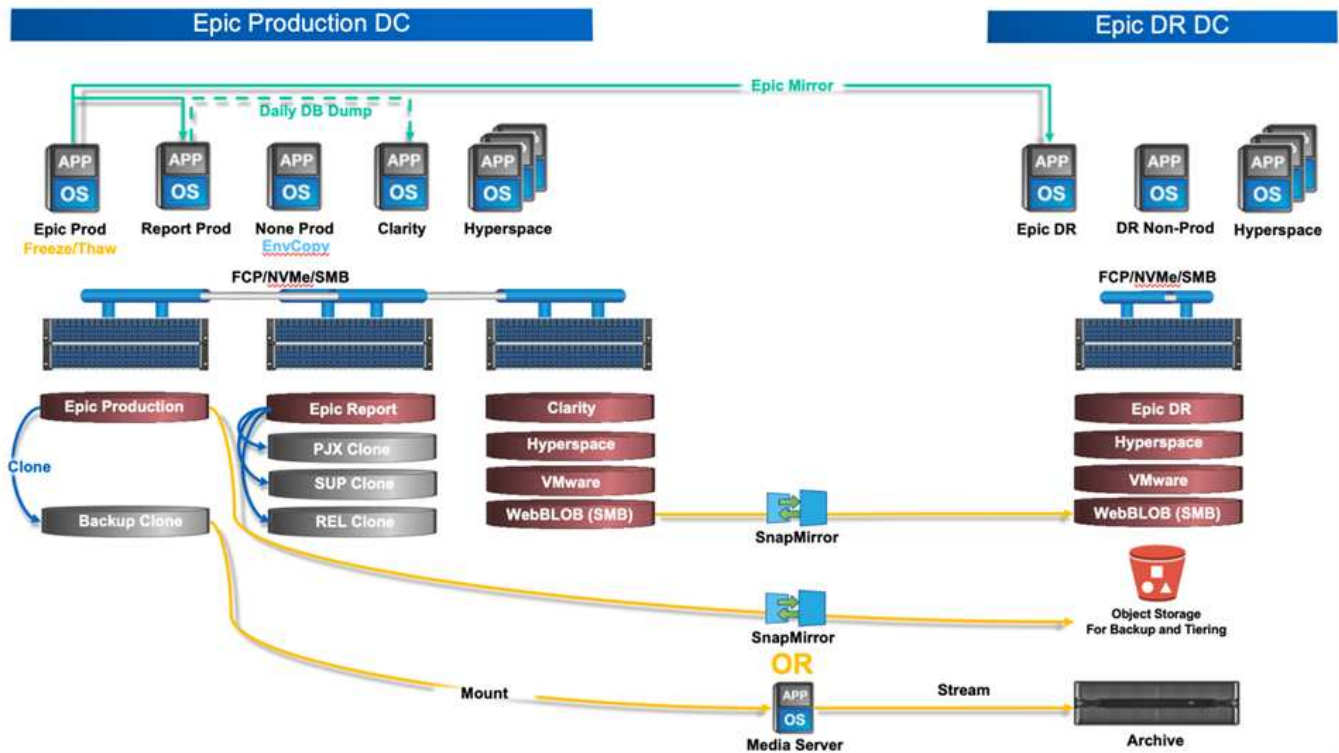 Epic Production DC
Epic DR DC
Epic Mirror
Daily DB Dump
APP
OS
APP
OS
APP
OS
APP
OS
APP
OS
APP
OS
APP
OS
APP
OS
Epic Prod
Report Prod
None Prod
Clarity
Hyperspace
Epic DR
DR Non-Prod
Hyperspace
Freeze/Thaw
EnvCopy
FCP/NVMe/SMB
FCP/NVMe/SMB
Epic Production
Epic Report
Clarity
Epic DR
PJX Clone
Hyperspace
Hyperspace
Clone
SUP Clone
VMware
VMware
Backup Clone
REL Clone
WebBLOB (SMB)
WebBLOB (SMB)
SnapMirror
Object Storage
For Backup and Tiering
SnapMirror
OR
Mount
APP
OS
Stream
Media Server
Archive